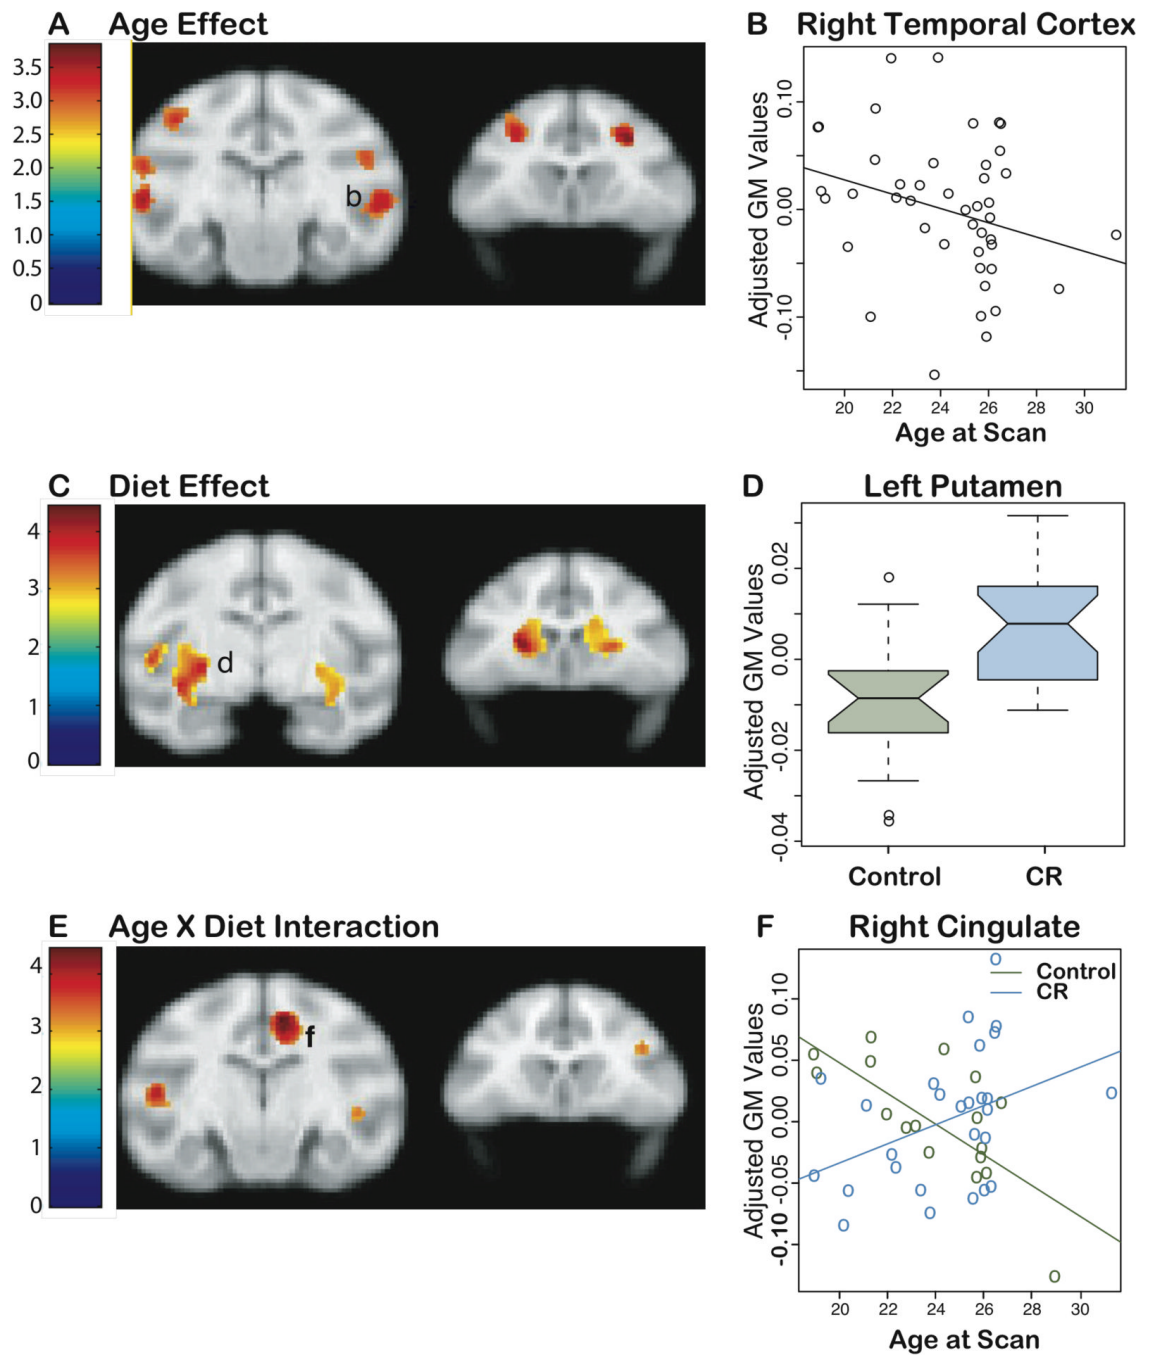 A Age Effect
3.5
3.0
2.5
2.0
1.5
1.0
0.5
0
b
B Right Temporal Cortex
Adjusted GM Values
0.10
0.00
-0.10
20 22 24 26 28 30
Age at Scan
C Diet Effect
4
3
2
1
0
d
D Left Putamen
Adjusted GM Values
0.02
0.00
-0.02
-0.04
Control CR
E Age X Diet Interaction
4
3
2
1
0
f
F Right Cingulate
Control
CR
Adjusted GM Values
0.10
0.05
0.00
-0.05
-0.10
20 22 24 26 28 30
Age at Scan